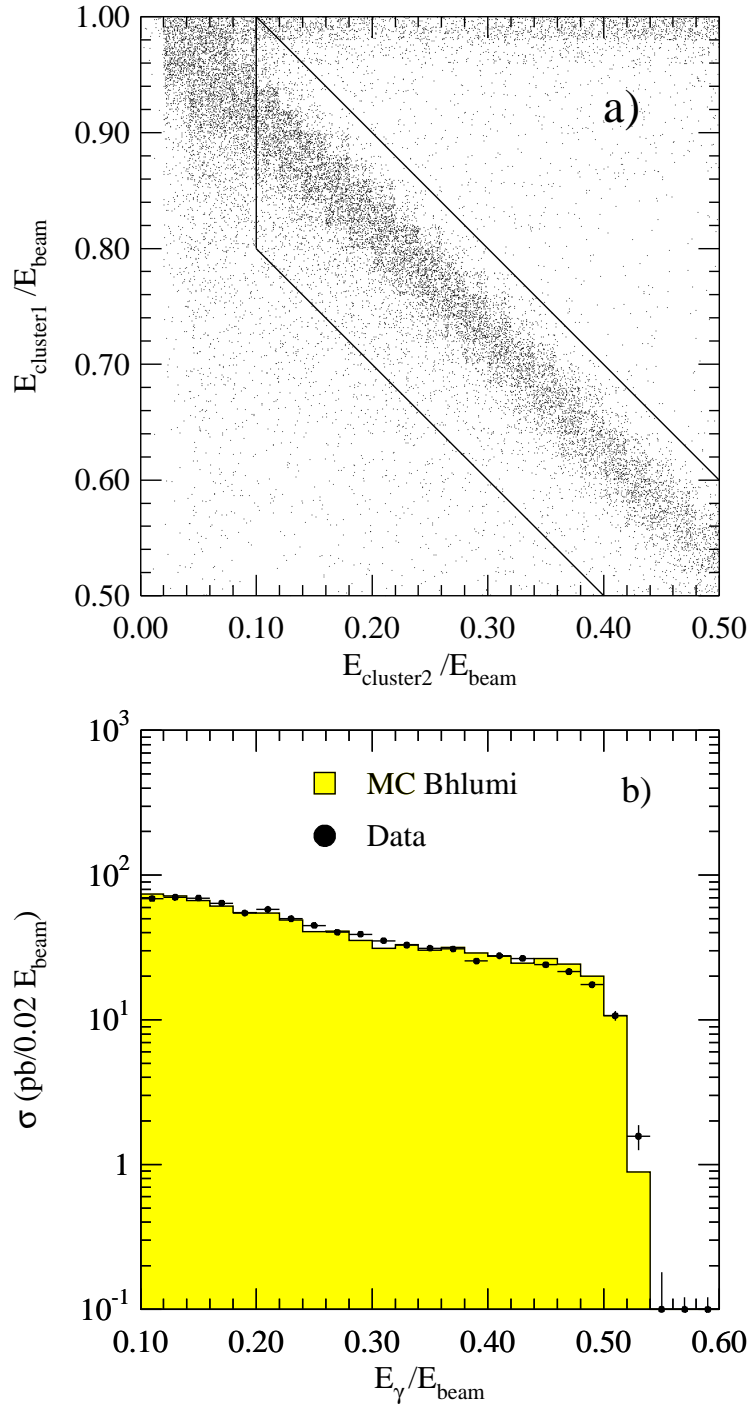 a)
1.00
0.90
0.80
0.70
0.60
0.50
E_cluster1 /E_beam
0.00 0.10 0.20 0.30 0.40 0.50
E_cluster2 /E_beam
b)
MC Bhlumi
Data
10^3
10^2
10
1
10^-1
σ (pb/0.02 E_beam)
0.10 0.20 0.30 0.40 0.50 0.60
E_γ/E_beam